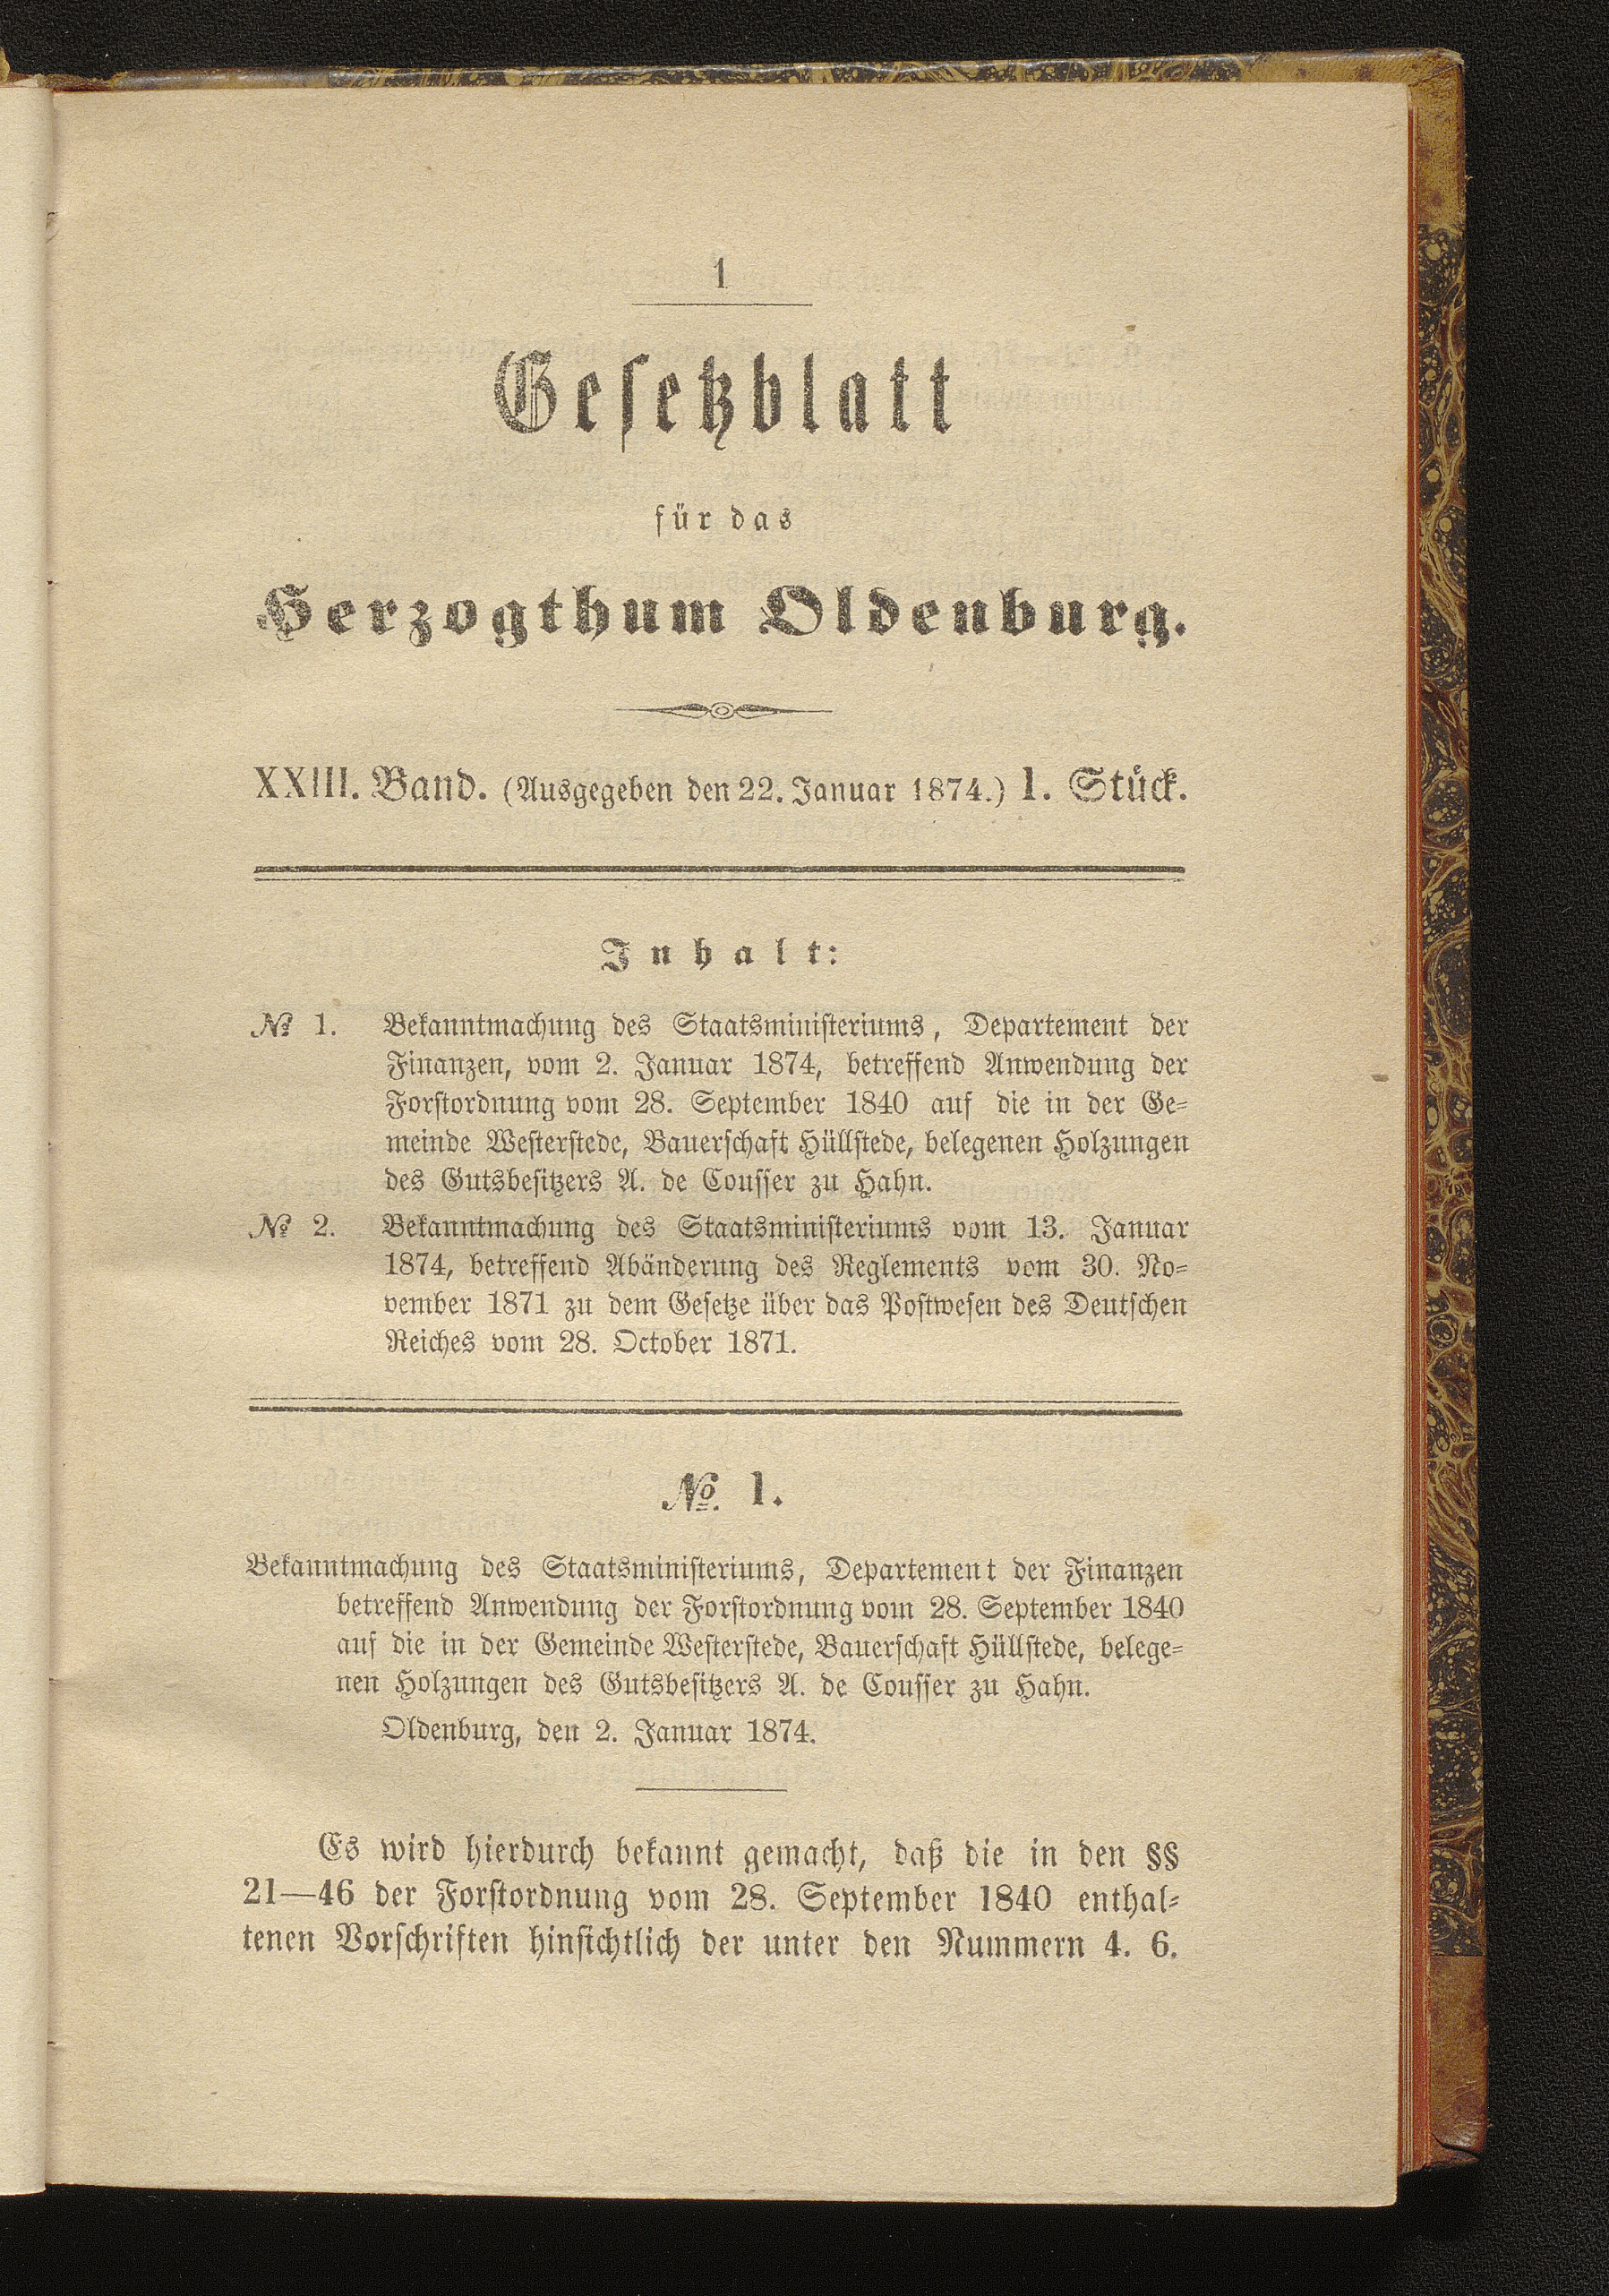 1
Gesetzblatt
für das
Herzogthum Oldenburg.
XXIII. Band. (Ausgegeben den 22. Januar 1874.) 1. Stück.
Inhalt:
№ 1. Bekanntmachung des Staatsministeriums, Departement der
Finanzen, vom 2. Januar 1874, betreffend Anwendung der
Forstordnung vom 28. September 1840 auf die in der Ge-
meinde Westerstede, Bauerschaft Hüllstede, belegenen Holzungen
des Gutsbesitzers A. de Cousser zu Hahn.
№ 2. Bekanntmachung des Staatsministeriums vom 13. Januar
1874, betreffend Abänderung des Reglements vom 30. No-
vember 1871 zu dem Gesetze über das Postwesen des Deutschen
Reiches vom 28. October 1871.
№. 1.
Bekanntmachung des Staatsministeriums, Departement der Finanzen
betreffend Anwendung der Forstordnung vom 28. September 1840
auf die in der Gemeinde Westerstede, Bauerschaft Hüllstede, belege-
nen Holzungen des Gutsbesitzers A. de Cousser zu Hahn.
Oldenburg, den 2. Januar 1874.
Es wird hierdurch bekannt gemacht, daß die in den §§
21—46 der Forstordnung vom 28. September 1840 enthal-
tenen Vorschriften hinsichtlich der unter den Nummern 4. 6.